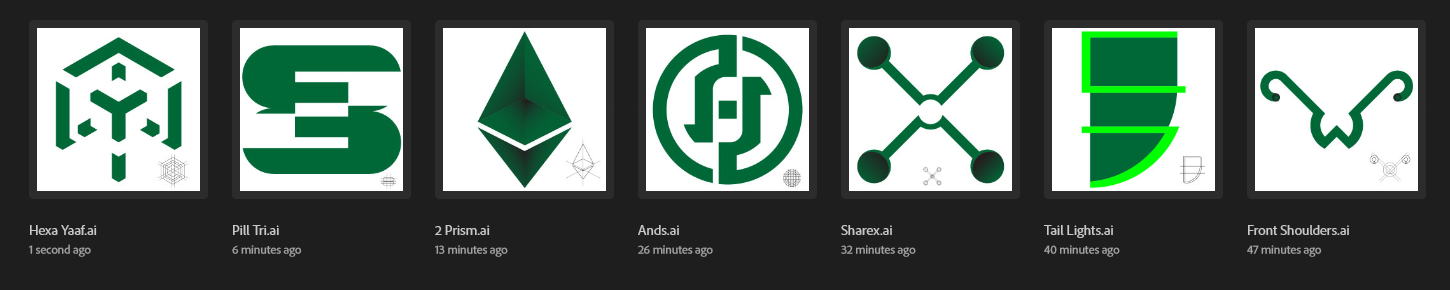 Hexa Yaaf.ai
1 second ago
Pill Tri.ai
6 minutes ago
2 Prism.ai
13 minutes ago
Ands.ai
26 minutes ago
Sharex.ai
32 minutes ago
Tail Lights.ai
40 minutes ago
Front Shoulders.ai
47 minutes ago